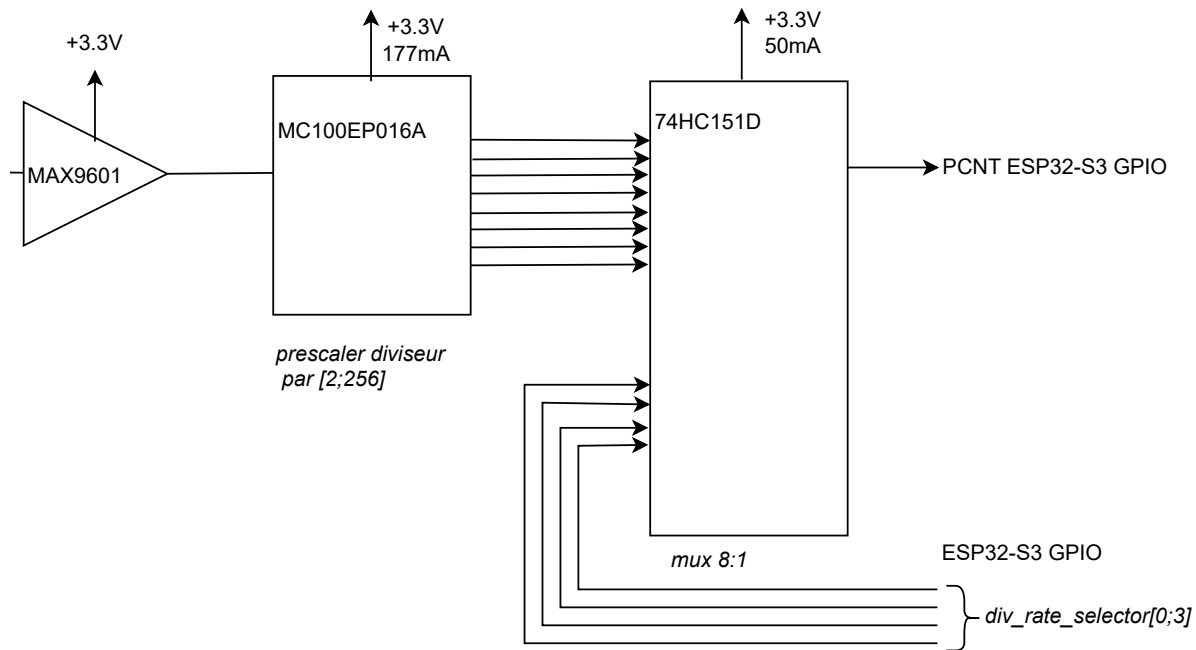 +3.3V
+3.3V
177mA
+3.3V
50mA
MAX9601
MC100EP016A
74HC151D
PCNT ESP32-S3 GPIO
prescaler diviseur
par [2;256]
mux 8:1
ESP32-S3 GPIO
div_rate_selector[0;3]